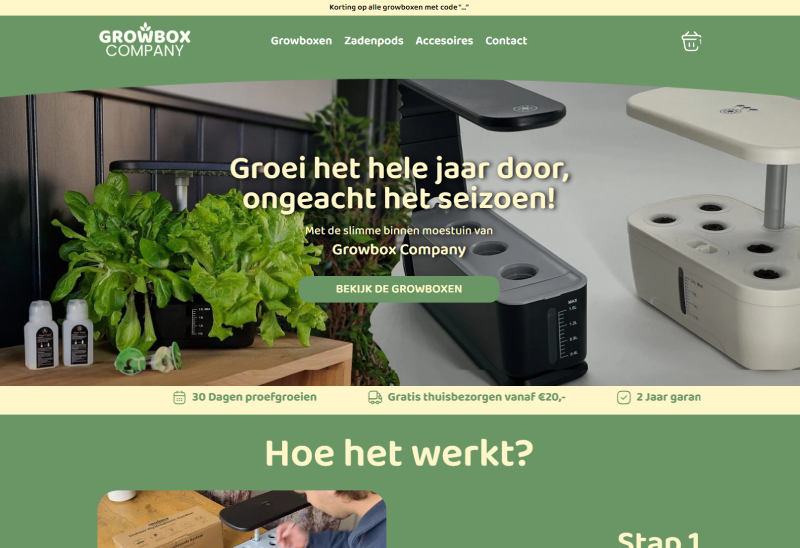 Korting op alle growboxen met code "..."
GROWBOX
COMPANY
Growboxen Zadenpods Accesoires Contact
Groei het hele jaar door,
ongeacht het seizoen!
Met de slimme binnen moestuin van
Growbox Company
BEKIJK DE GROWBOXEN
MAX
30 Dagen proefgroeien Gratis thuisbezorgen vanaf €20,- 2 Jaar garan
Hoe het werkt?
Stap 1